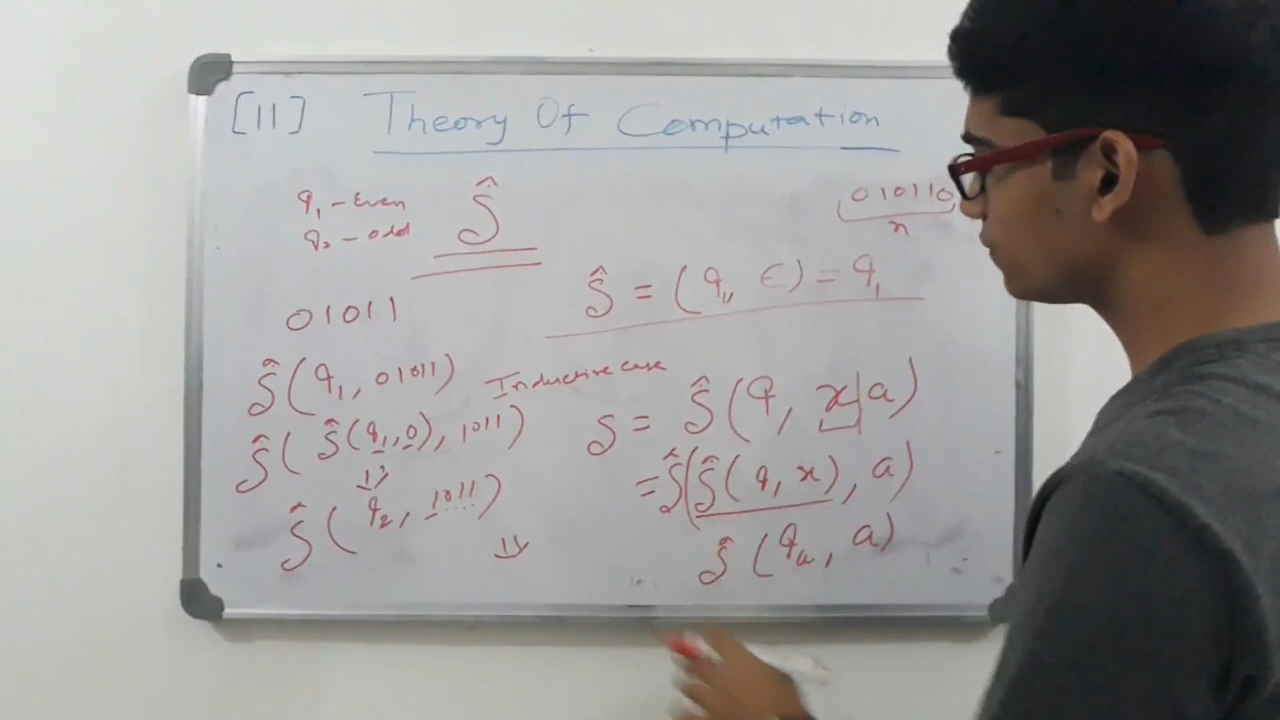 [11] Theory Of Computation
q₁ - Even
q₂ - odd
δ̂
010110
x
δ̂ = (q₁, ∈) = q₁
01011
δ̂(q₁, 01011)
Inductive case
δ = δ̂(q, x|a)
δ̂(δ̂(q₁,0), 1011)
= δ̂(δ̂(q, x), a)
δ̂(q₂, 1011)
δ̂(qₐ, a)